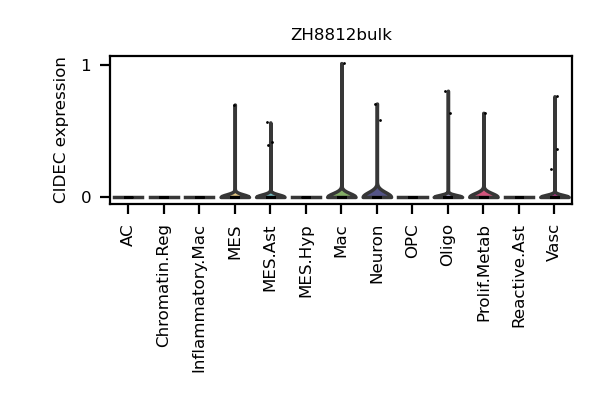 ZH8812bulk
CIDEC expression
1
0
AC
Chromatin.Reg
Inflammatory.Mac
MES
MES.Ast
MES.Hyp
Mac
Neuron
OPC
Oligo
Prolif.Metab
Reactive.Ast
Vasc